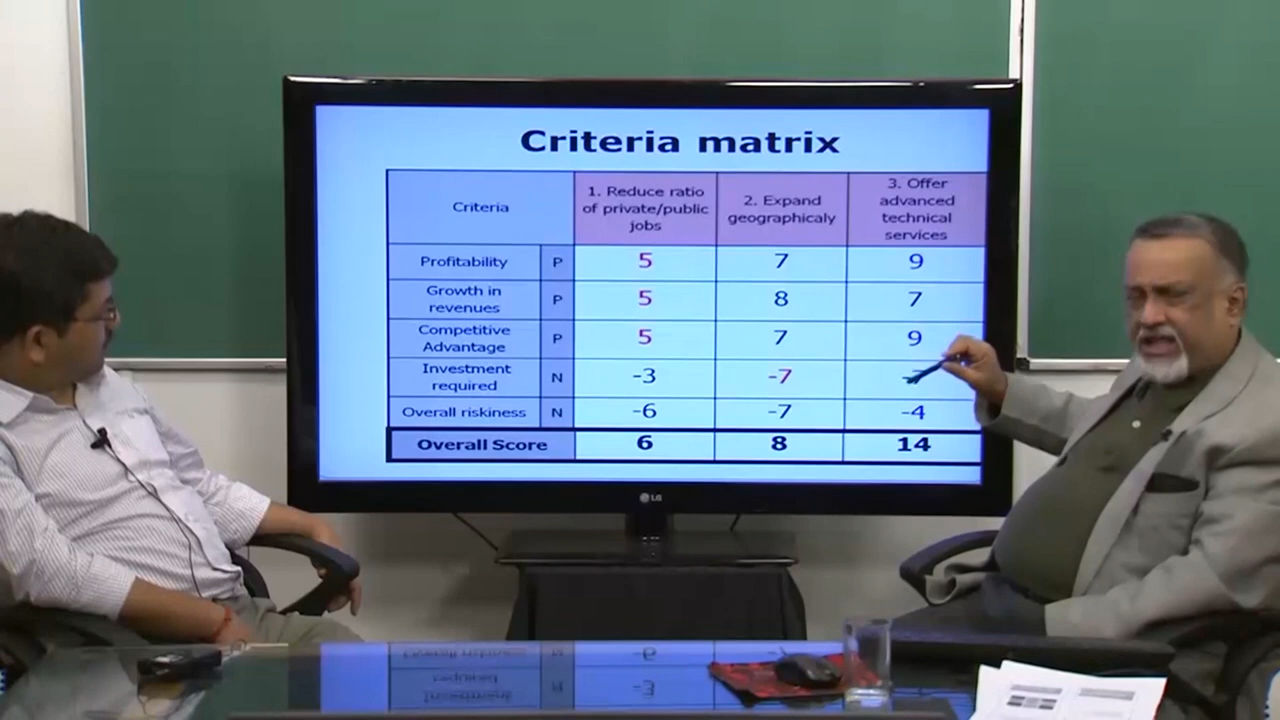 Criteria matrix
Criteria
1. Reduce ratio
of private/public
jobs
2. Expand
geographicaly
3. Offer
advanced
technical
services
Profitability P 5 7 9
Growth in
revenues
P 5 8 7
Competitive
Advantage
P 5 7 9
Investment
required
N -3 -7
Overall riskiness N -6 -7 -4
Overall Score 6 8 14
LG